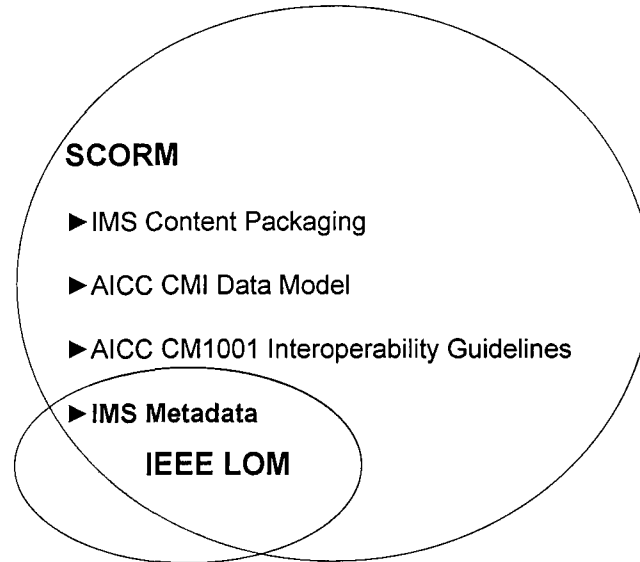 SCORM
►IMS Content Packaging
►AICC CMI Data Model
►AICC CM1001 Interoperability Guidelines
►IMS Metadata
IEEE LOM